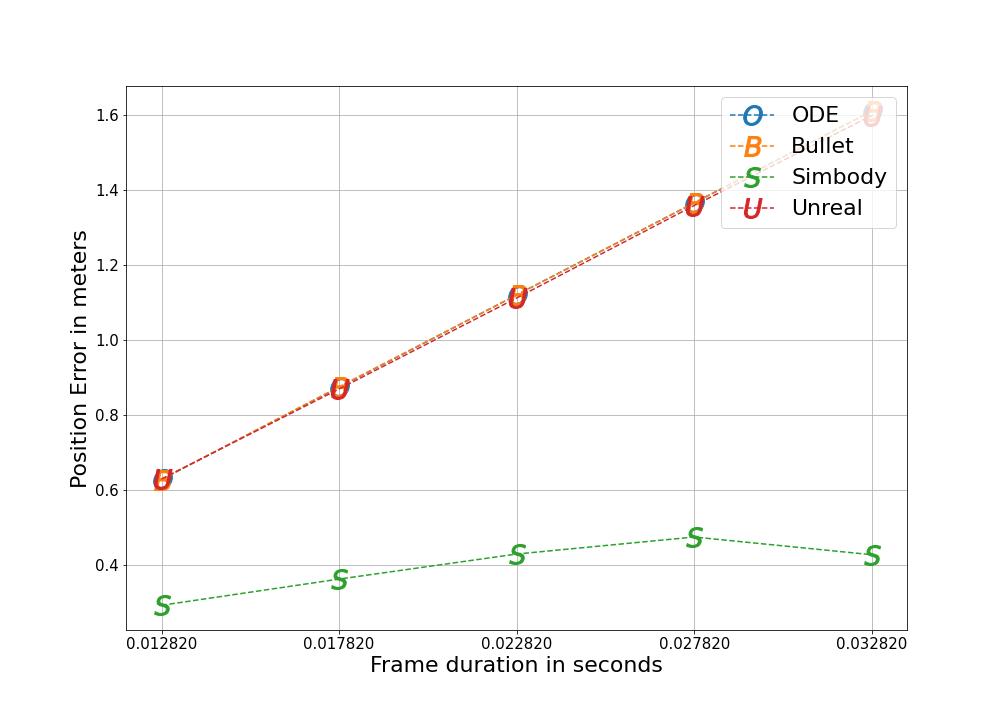 1.6
1.4
1.2
1.0
0.8
0.6
0.4
Position Error in meters
O ODE
B Bullet
S Simbody
U Unreal
0.012820 0.017820 0.022820 0.027820 0.032820
Frame duration in seconds